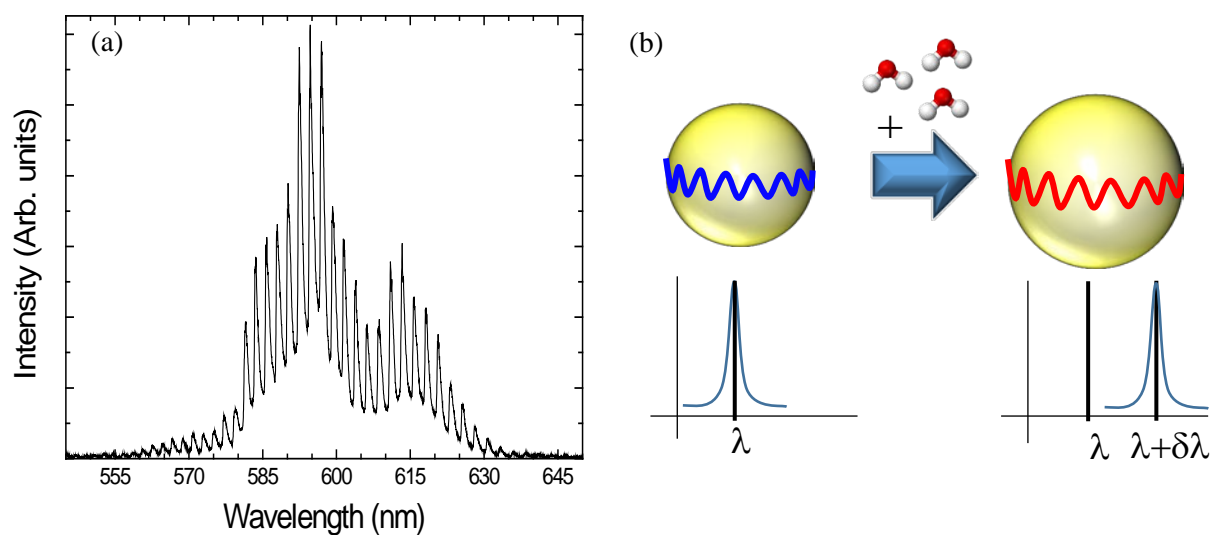 (a)
Intensity (Arb. units)
555 570 585 600 615 630 645
Wavelength (nm)
(b)
+
λ
λ λ+δλ